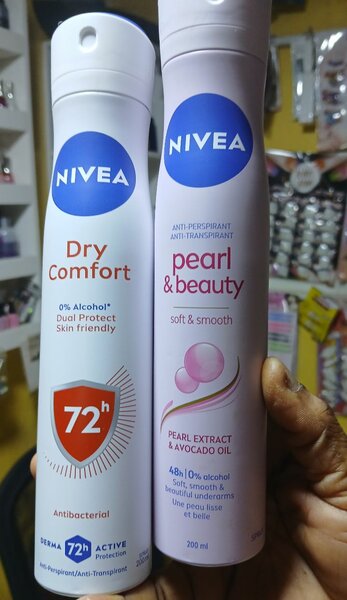 NIVEA
Dry
Comfort
0% Alcohol*
Dual Protect
Skin friendly
72h
Antibacterial
DERMA 72h ACTIVE
Protection
Anti-Perspirant/Anti-Transpirant
SPRAY
200ml
NIVEA
ANTI-PERSPIRANT
ANTI-TRANSPIRANT
pearl
& beauty
soft & smooth
PEARL EXTRACT
& AVOCADO OIL
48h | 0% alcohol
Soft, smooth &
beautiful underarms
Une peau lisse
et belle
200 ml